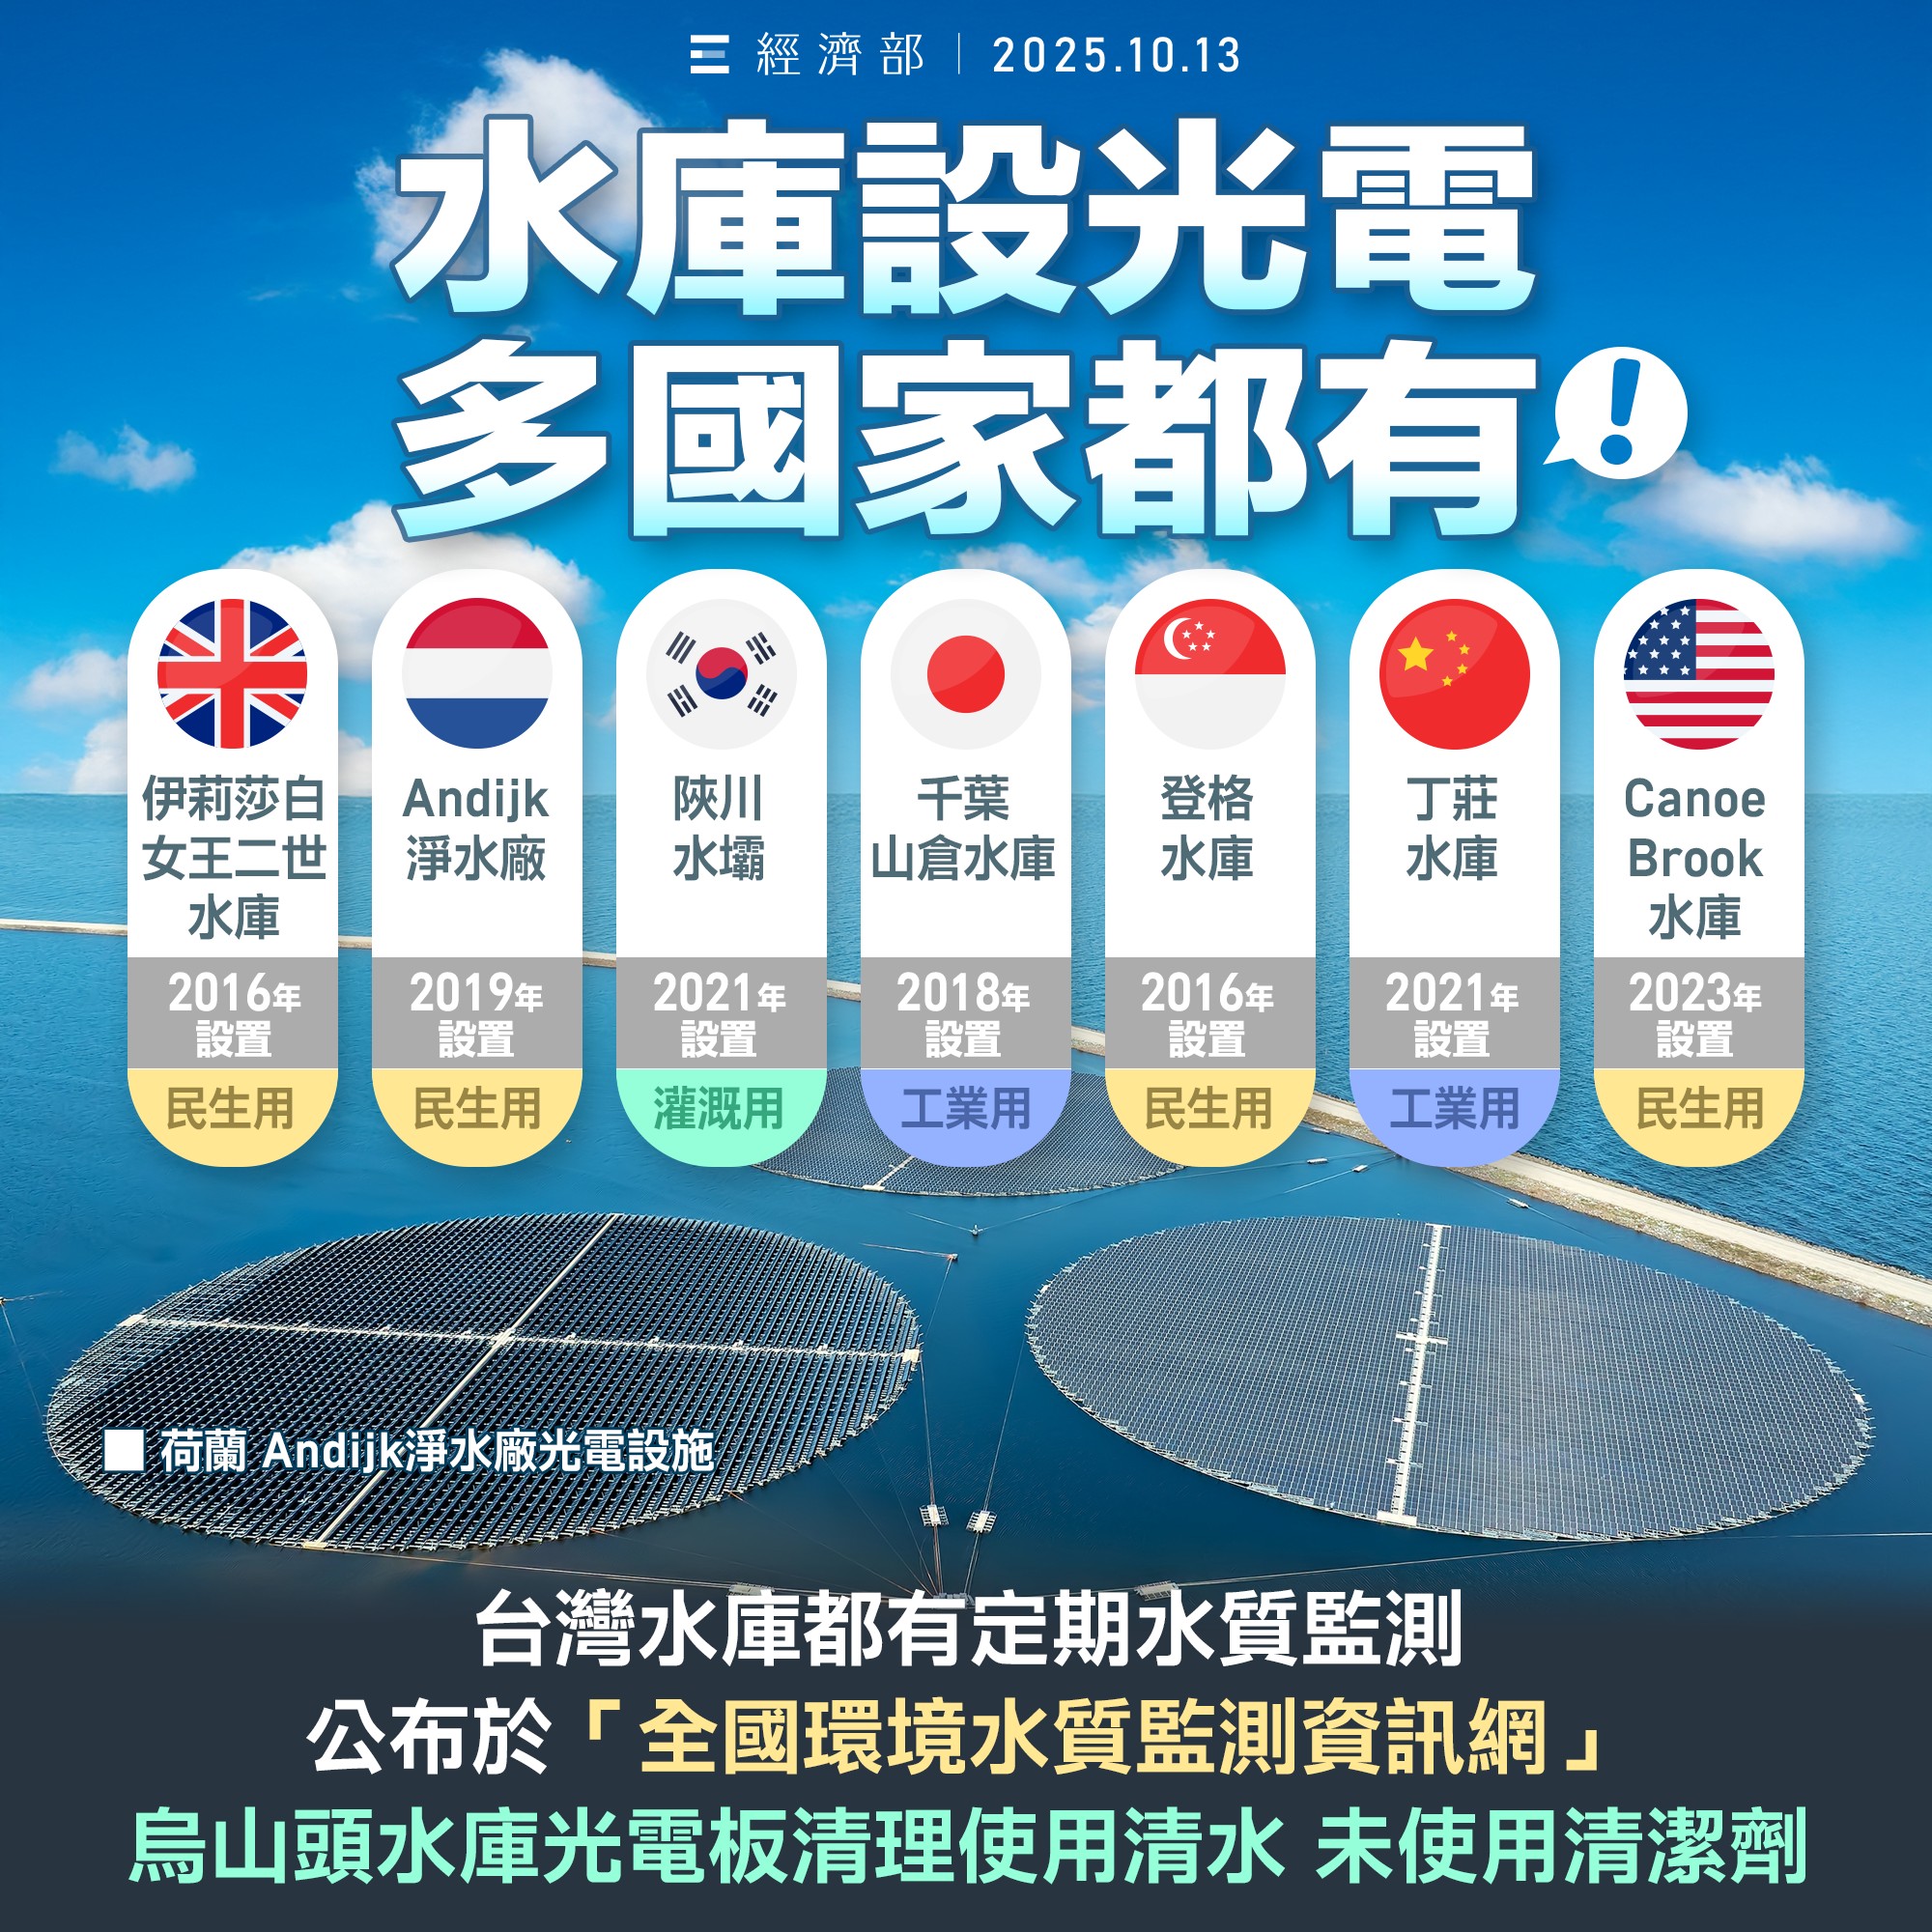 經濟部 | 2025.10.13
水庫設光電
多國家都有!
伊莉莎白
女王二世
水庫
2016年
設置
民生用
Andijk
淨水廠
2019年
設置
民生用
陜川
水壩
2021年
設置
灌溉用
千葉
山倉水庫
2018年
設置
工業用
登格
水庫
2016年
設置
民生用
丁莊
水庫
2021年
設置
工業用
Canoe
Brook
水庫
2023年
設置
民生用
■ 荷蘭 Andijk淨水廠光電設施
台灣水庫都有定期水質監測
公布於「全國環境水質監測資訊網」
烏山頭水庫光電板清理使用清水 未使用清潔劑